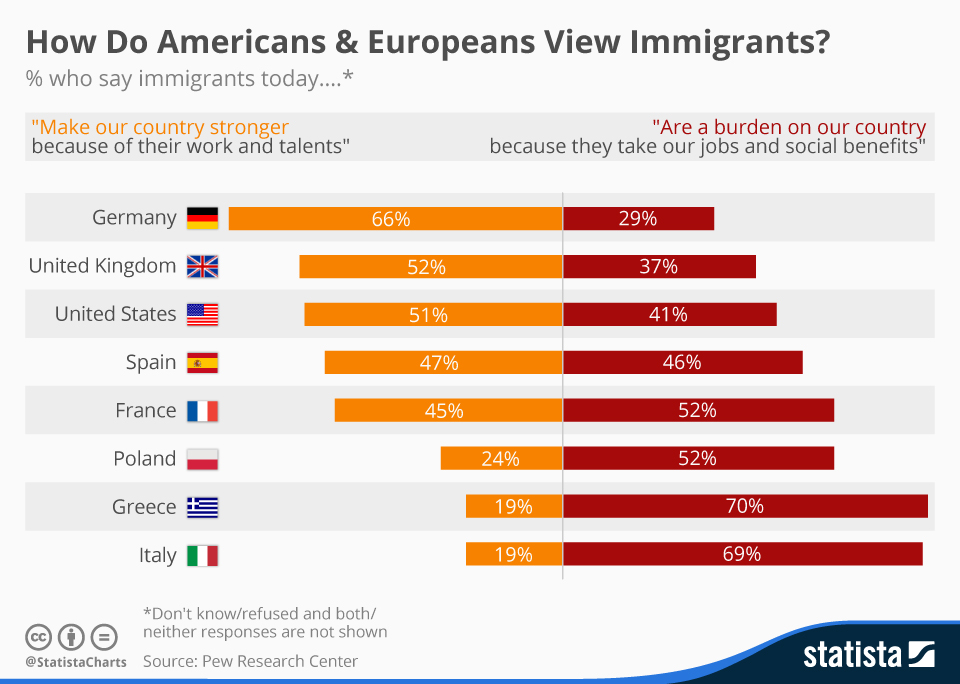 How Do Americans & Europeans View Immigrants?
% who say immigrants today....*
"Make our country stronger
because of their work and talents"
"Are a burden on our country
because they take our jobs and social benefits"
Germany 66% 29%
United Kingdom 52% 37%
United States 51% 41%
Spain 47% 46%
France 45% 52%
Poland 24% 52%
Greece 19% 70%
Italy 19% 69%
*Don't know/refused and both/
neither responses are not shown
cc
@StatistaCharts
Source: Pew Research Center
statista